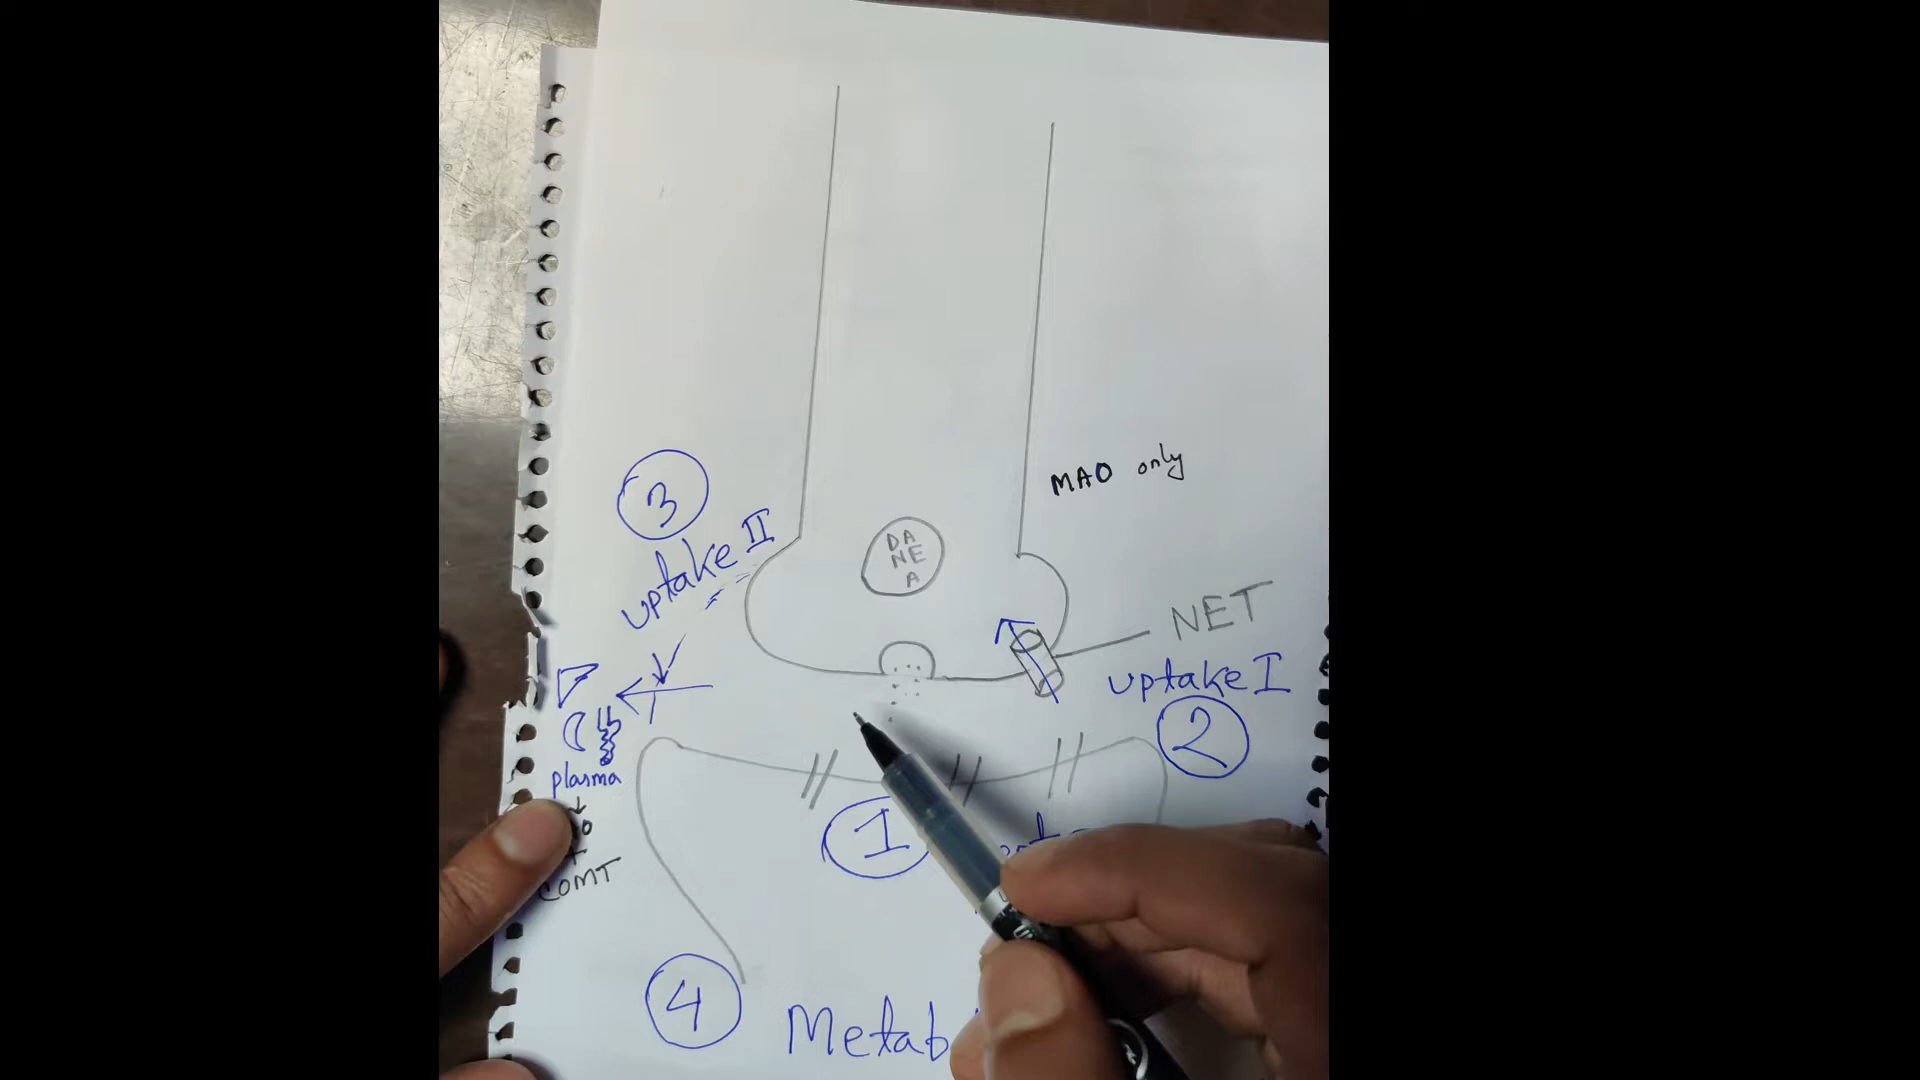 MAO only
3
uptake II
DA
NE
A
NET
uptake I
2
plasma
COMT
1
4
Metab